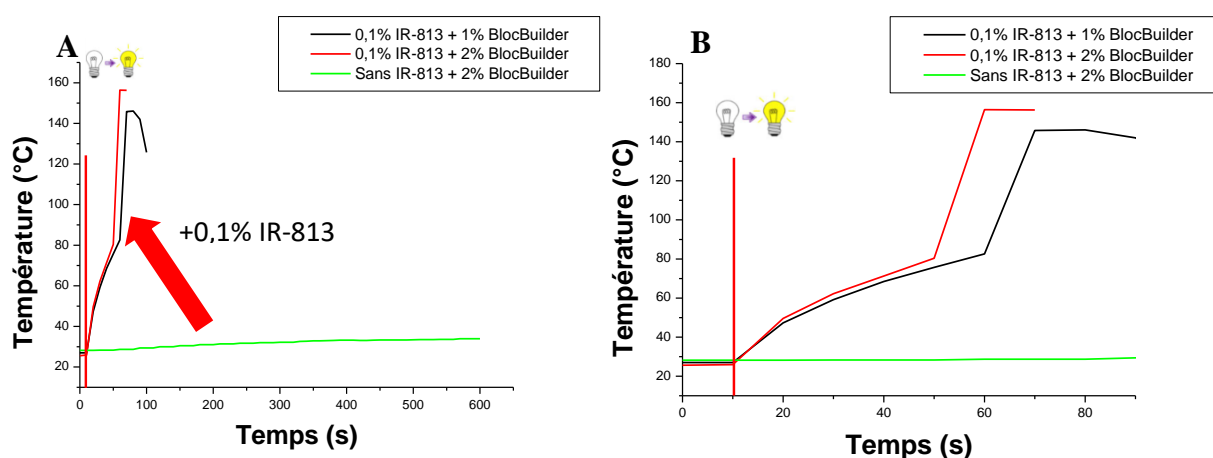 A
0,1% IR-813 + 1% BlocBuilder
0,1% IR-813 + 2% BlocBuilder
Sans IR-813 + 2% BlocBuilder
Température (°C)
160
140
120
100
80
60
40
20
+0,1% IR-813
0 100 200 300 400 500 600
Temps (s)
B
0,1% IR-813 + 1% BlocBuilder
0,1% IR-813 + 2% BlocBuilder
Sans IR-813 + 2% BlocBuilder
Température (°C)
180
160
140
120
100
80
60
40
20
0 20 40 60 80
Temps (s)